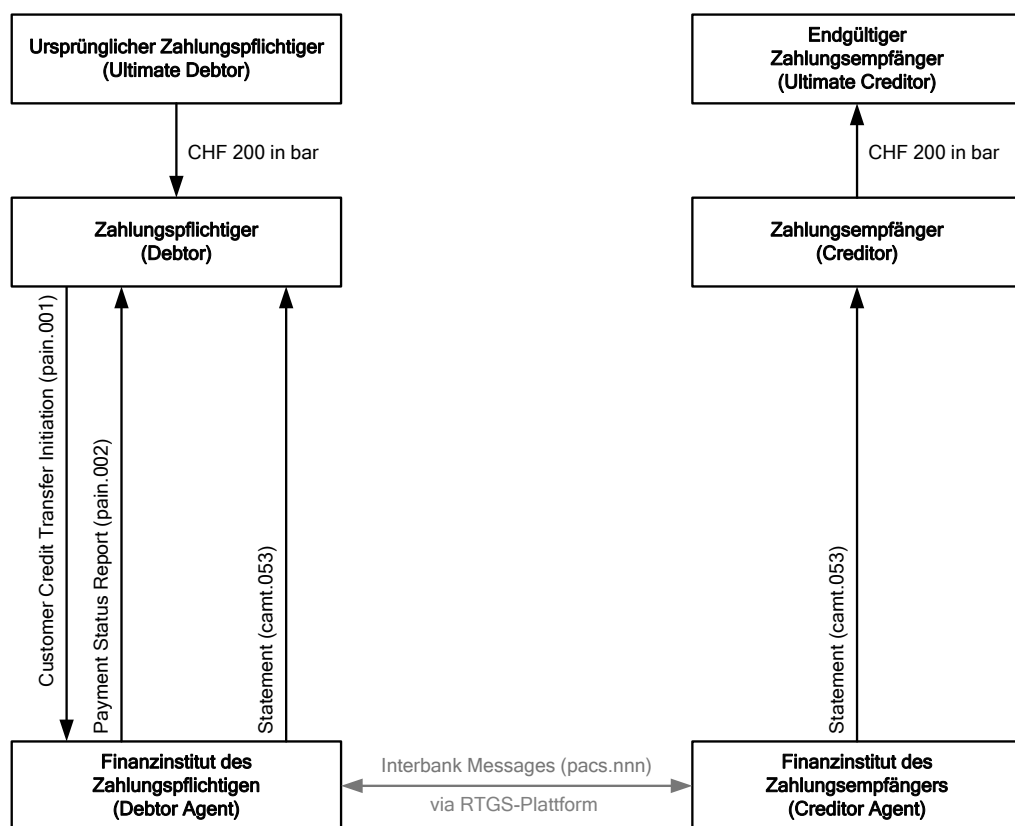 Ursprünglicher Zahlungspflichtiger
(Ultimate Debtor)
Endgültiger
Zahlungsempfänger
(Ultimate Creditor)
CHF 200 in bar
CHF 200 in bar
Zahlungspflichtiger
(Debtor)
Zahlungsempfänger
(Creditor)
Customer Credit Transfer Initiation (pain.001)
Payment Status Report (pain.002)
Statement (camt.053)
Statement (camt.053)
Finanzinstitut des
Zahlungspflichtigen
(Debtor Agent)
Interbank Messages (pacs.nnn)
via RTGS-Plattform
Finanzinstitut des
Zahlungsempfängers
(Creditor Agent)